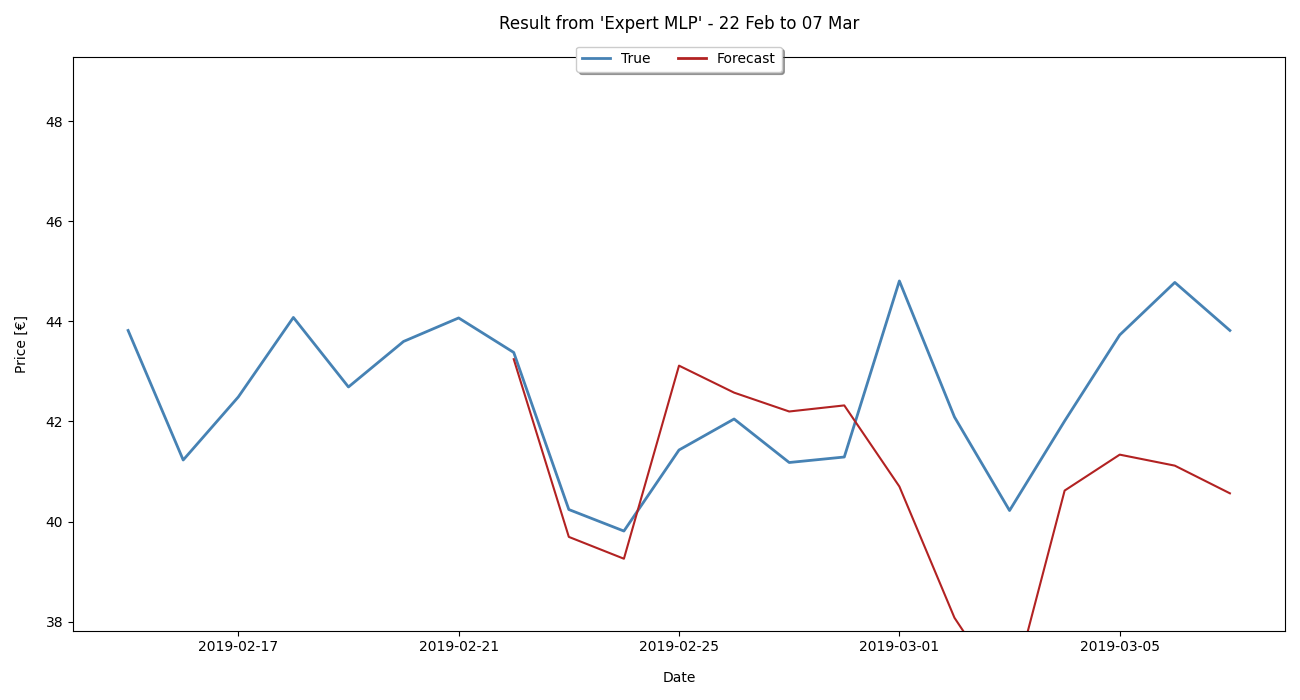 Result from 'Expert MLP' - 22 Feb to 07 Mar
True Forecast
48
46
44
42
40
38
Price [€]
2019-02-17 2019-02-21 2019-02-25 2019-03-01 2019-03-05
Date